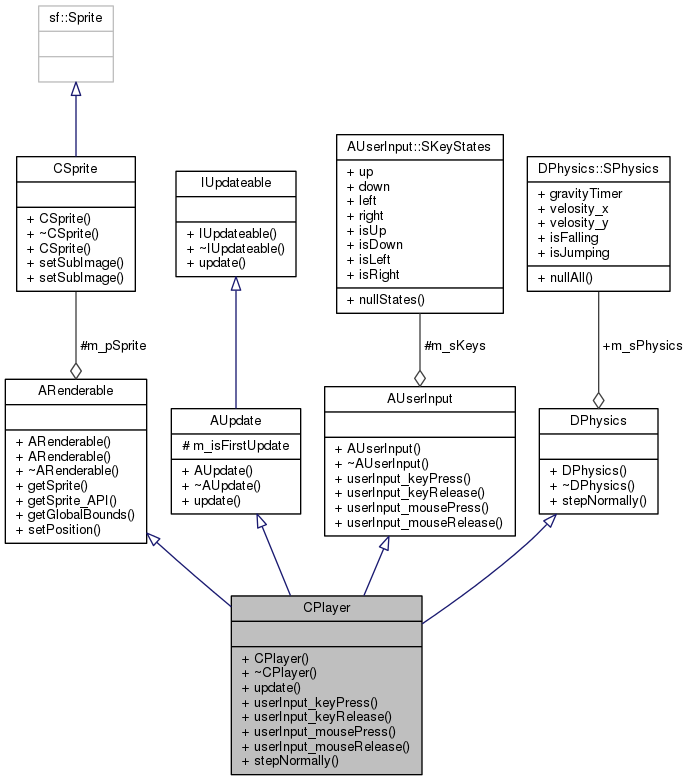 sf::Sprite
CSprite
+ CSprite()
+ ~CSprite()
+ CSprite()
+ setSubImage()
+ setSubImage()
IUpdateable
+ IUpdateable()
+ ~IUpdateable()
+ update()
AUserInput::SKeyStates
+ up
+ down
+ left
+ right
+ isUp
+ isDown
+ isLeft
+ isRight
+ nullStates()
DPhysics::SPhysics
+ gravityTimer
+ velosity_x
+ velosity_y
+ isFalling
+ isJumping
+ nullAll()
#m_pSprite
#m_sKeys
+m_sPhysics
ARenderable
+ ARenderable()
+ ARenderable()
+ ~ARenderable()
+ getSprite()
+ getSprite_API()
+ getGlobalBounds()
+ setPosition()
AUpdate
# m_isFirstUpdate
+ AUpdate()
+ ~AUpdate()
+ update()
AUserInput
+ AUserInput()
+ ~AUserInput()
+ userInput_keyPress()
+ userInput_keyRelease()
+ userInput_mousePress()
+ userInput_mouseRelease()
DPhysics
+ DPhysics()
+ ~DPhysics()
+ stepNormally()
CPlayer
+ CPlayer()
+ ~CPlayer()
+ update()
+ userInput_keyPress()
+ userInput_keyRelease()
+ userInput_mousePress()
+ userInput_mouseRelease()
+ stepNormally()